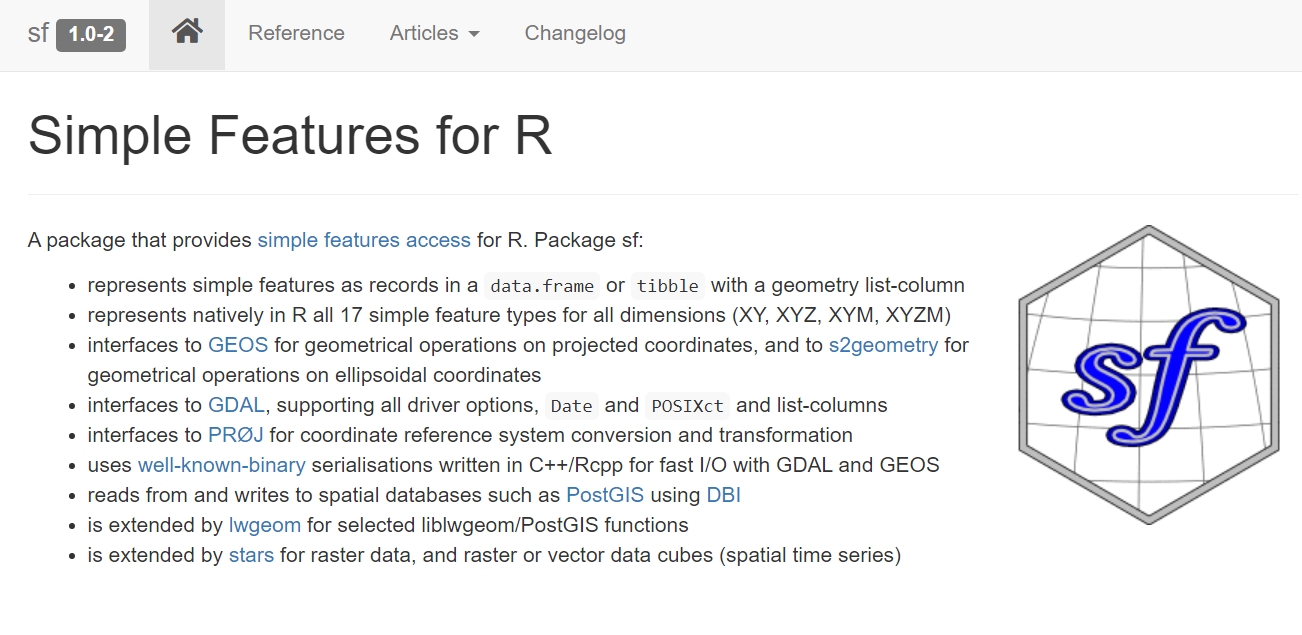 sf 1.0-2 Reference Articles Changelog
Simple Features for R
A package that provides simple features access for R. Package sf:
• represents simple features as records in a data.frame or tibble with a geometry list-column
• represents natively in R all 17 simple feature types for all dimensions (XY, XYZ, XYM, XYZM)
• interfaces to GEOS for geometrical operations on projected coordinates, and to s2geometry for
geometrical operations on ellipsoidal coordinates
• interfaces to GDAL, supporting all driver options, Date and POSIXct and list-columns
• interfaces to PRØJ for coordinate reference system conversion and transformation
• uses well-known-binary serialisations written in C++/Rcpp for fast I/O with GDAL and GEOS
• reads from and writes to spatial databases such as PostGIS using DBI
• is extended by lwgeom for selected liblwgeom/PostGIS functions
• is extended by stars for raster data, and raster or vector data cubes (spatial time series)
sf